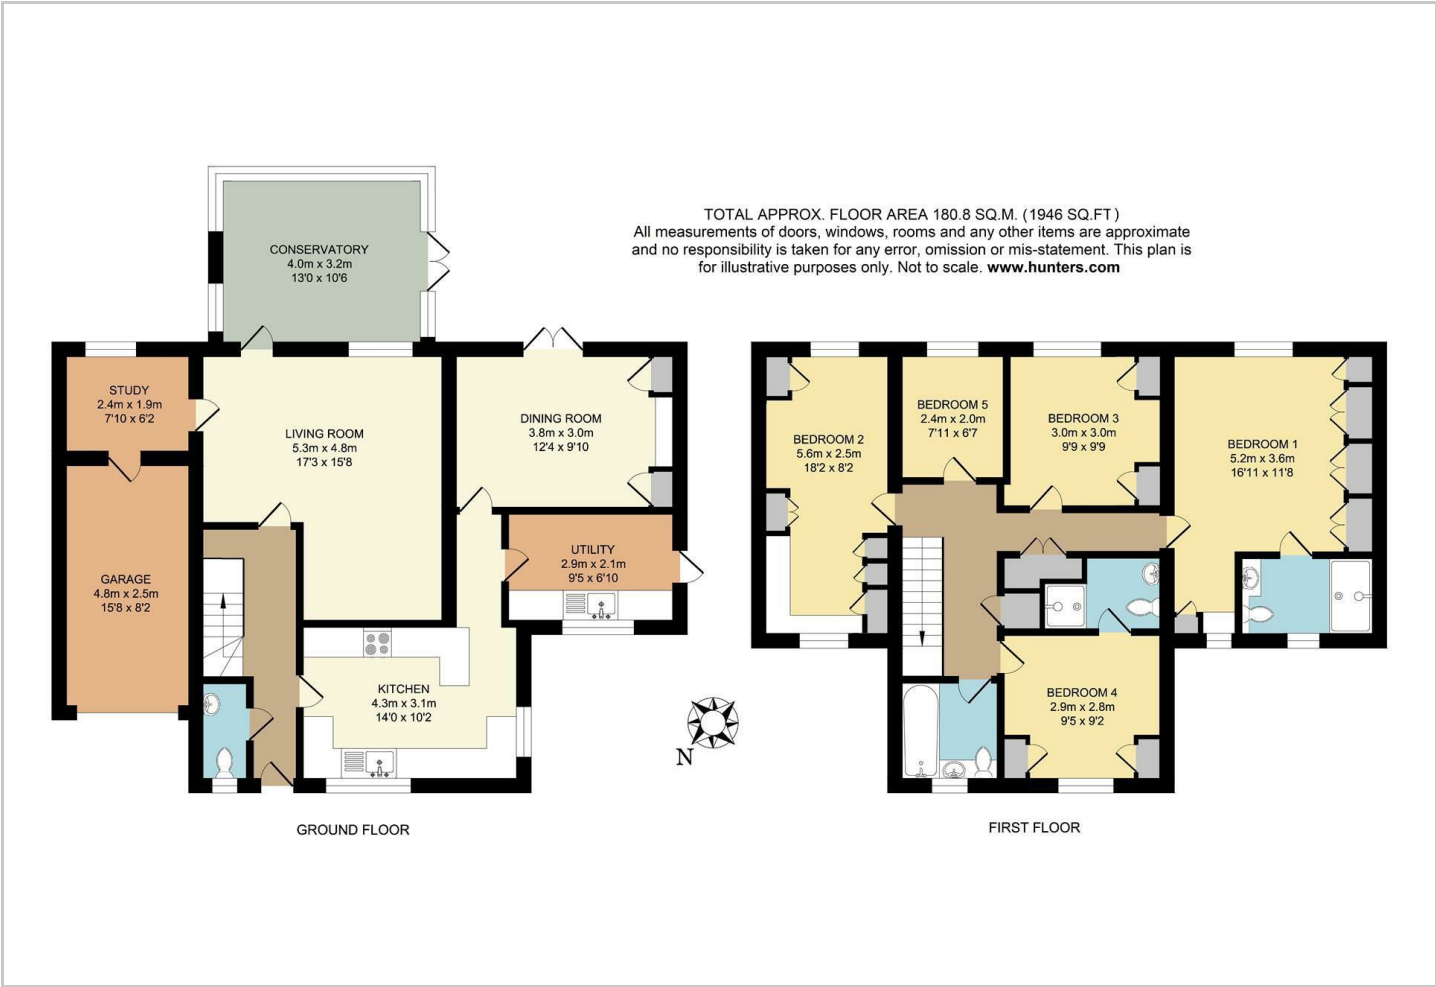 TOTAL APPROX. FLOOR AREA 180.8 SQ.M. (1946 SQ.FT )
All measurements of doors, windows, rooms and any other items are approximate
and no responsibility is taken for any error, omission or mis-statement. This plan is
for illustrative purposes only. Not to scale. www.hunters.com
CONSERVATORY
4.0m x 3.2m
13'0 x 10'6
STUDY
2.4m x 1.9m
7'10 x 6'2
LIVING ROOM
5.3m x 4.8m
17'3 x 15'8
DINING ROOM
3.8m x 3.0m
12'4 x 9'10
UTILITY
2.9m x 2.1m
9'5 x 6'10
GARAGE
4.8m x 2.5m
15'8 x 8'2
KITCHEN
4.3m x 3.1m
14'0 x 10'2
GROUND FLOOR
N
BEDROOM 2
5.6m x 2.5m
18'2 x 8'2
BEDROOM 5
2.4m x 2.0m
7'11 x 6'7
BEDROOM 3
3.0m x 3.0m
9'9 x 9'9
BEDROOM 1
5.2m x 3.6m
16'11 x 11'8
BEDROOM 4
2.9m x 2.8m
9'5 x 9'2
FIRST FLOOR